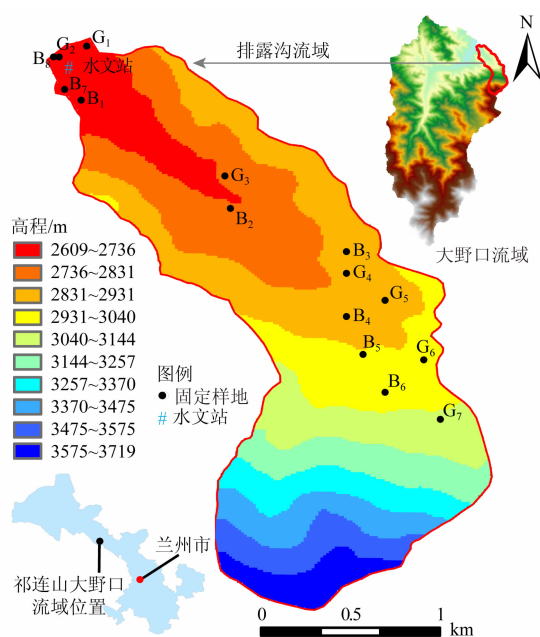 排露沟流域
N
G₁
G₂
B₈
# 水文站
B₇
B₁
G₃
B₂
大野口流域
B₃
G₄
G₅
B₄
B₅
G₆
B₆
G₇
高程/m
2609~2736
2736~2831
2831~2931
2931~3040
3040~3144
3144~3257
3257~3370
3370~3475
3475~3575
3575~3719
图例
固定样地
# 水文站
兰州市
祁连山大野口
流域位置
0 0.5 1
km